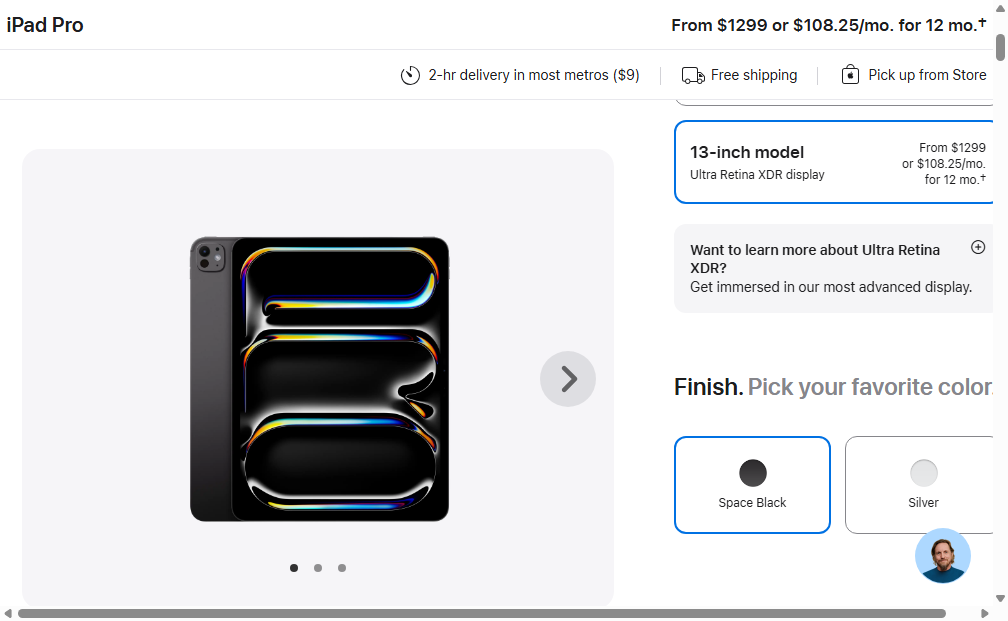 iPad Pro
From $1299 or $108.25/mo. for 12 mo.†
2-hr delivery in most metros ($9)
Free shipping
Pick up from Store
13-inch model
Ultra Retina XDR display
From $1299
or $108.25/mo.
for 12 mo.†
Want to learn more about Ultra Retina
XDR?
Get immersed in our most advanced display.
Finish. Pick your favorite color.
Space Black
Silver